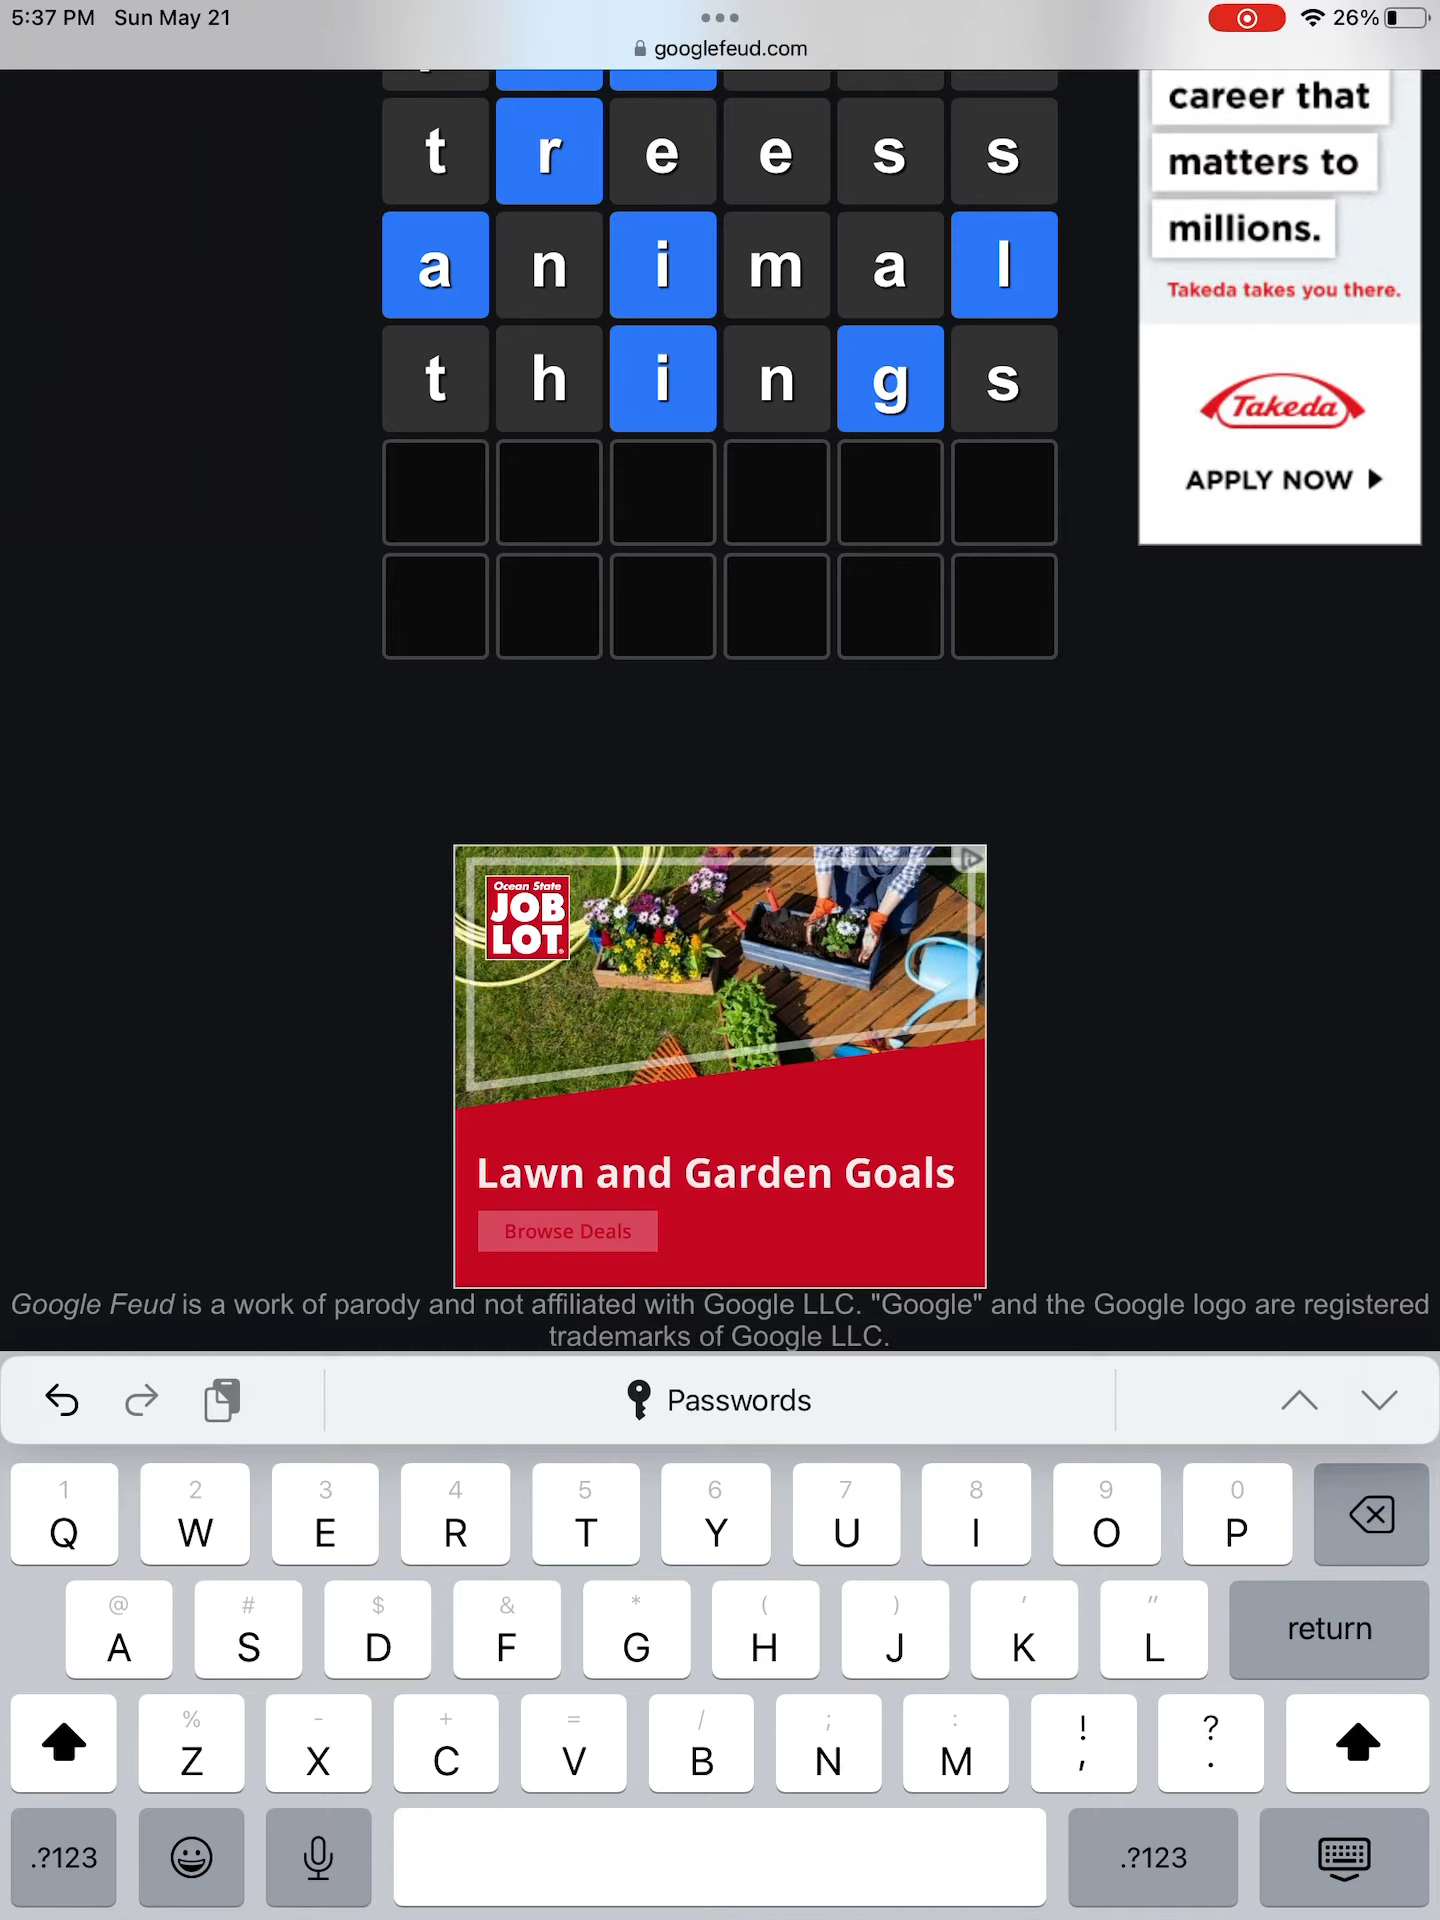 5:37 PM Sun May 21
26%
googlefeud.com
t r e e s s
a n i m a l
t h i n g s
career that
matters to
millions.
Takeda takes you there.
Takeda
APPLY NOW
Ocean State
JOB
LOT
Lawn and Garden Goals
Browse Deals
Google Feud is a work of parody and not affiliated with Google LLC. "Google" and the Google logo are registered
trademarks of Google LLC.
Passwords
1 2 3 4 5 6 7 8 9 0
Q W E R T Y U I O P
@ # $ & * ( ) ' "
A S D F G H J K L return
% - + = / ; : ! ?
Z X C V B N M , .
.?123 .?123